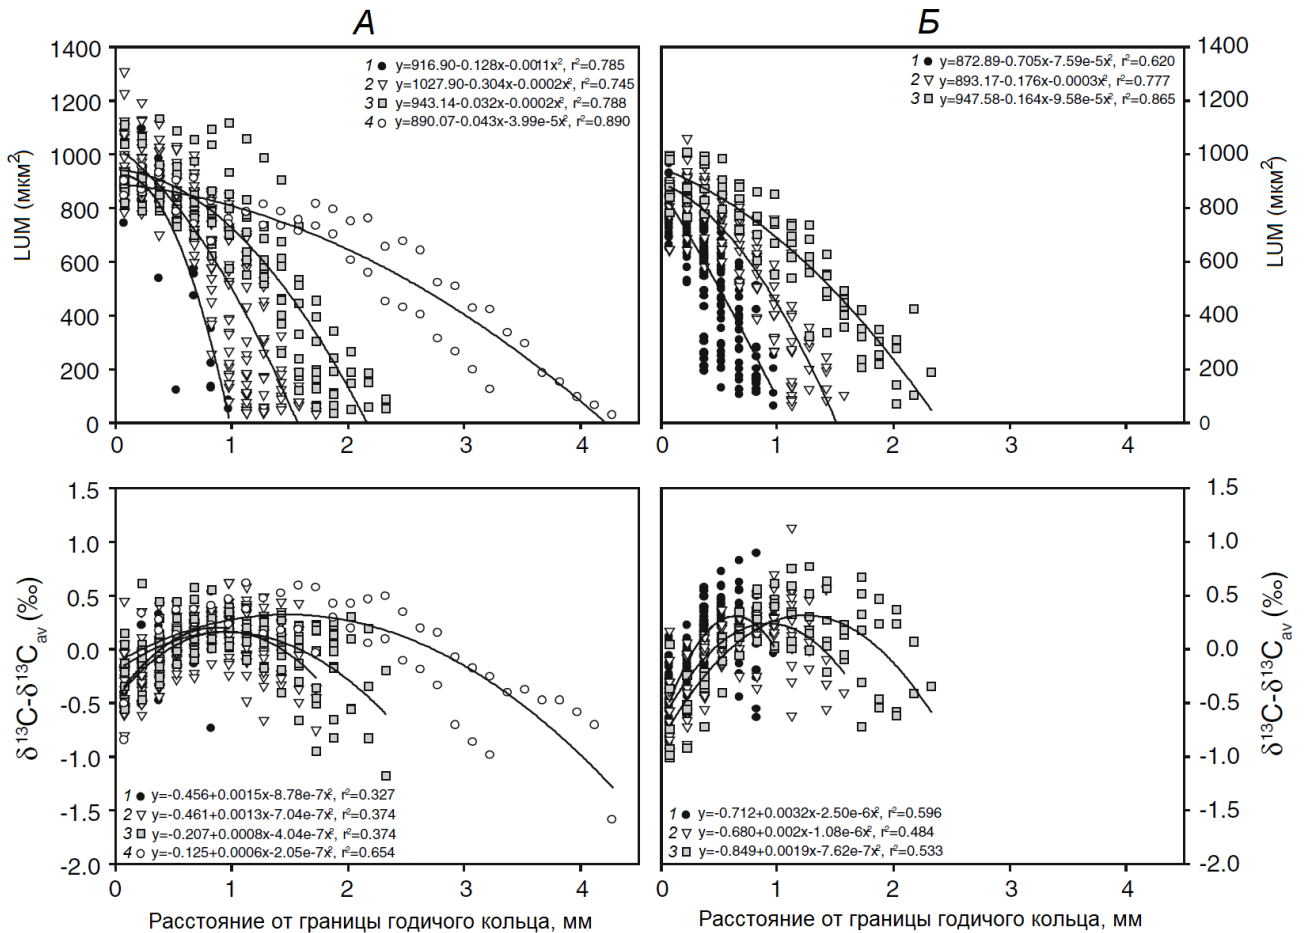 А
Б
1400
1200
1000
800
600
400
200
0
LUM (мкм²)
1 ● y=916.90-0.128x-0.0011x², r²=0.785
2 ▽ y=1027.90-0.304x-0.0002x², r²=0.745
3 ■ y=943.14-0.032x-0.0002x², r²=0.788
4 ○ y=890.07-0.043x-3.99e-5x², r²=0.890
0 1 2 3 4
1 ● y=872.89-0.705x-7.59e-5x², r²=0.620
2 ▽ y=893.17-0.176x-0.0003x², r²=0.777
3 ■ y=947.58-0.164x-9.58e-5x², r²=0.865
0 1 2 3 4
1400
1200
1000
800
600
400
200
0
LUM (мкм²)
1.5
1.0
0.5
0.0
-0.5
-1.0
-1.5
-2.0
δ¹³C-δ¹³Cav (‰)
1 ● y=-0.456+0.0015x-8.78e-7x², r²=0.327
2 ▽ y=-0.461+0.0013x-7.04e-7x², r²=0.374
3 ■ y=-0.207+0.0008x-4.04e-7x², r²=0.374
4 ○ y=-0.125+0.0006x-2.05e-7x², r²=0.654
0 1 2 3 4
Расстояние от границы годичого кольца, мм
1 ● y=-0.712+0.0032x-2.50e-6x², r²=0.596
2 ▽ y=-0.680+0.002x-1.08e-6x², r²=0.484
3 ■ y=-0.849+0.0019x-7.62e-7x², r²=0.533
0 1 2 3 4
Расстояние от границы годичого кольца, мм
1.5
1.0
0.5
0.0
-0.5
-1.0
-1.5
-2.0
δ¹³C-δ¹³Cav (‰)